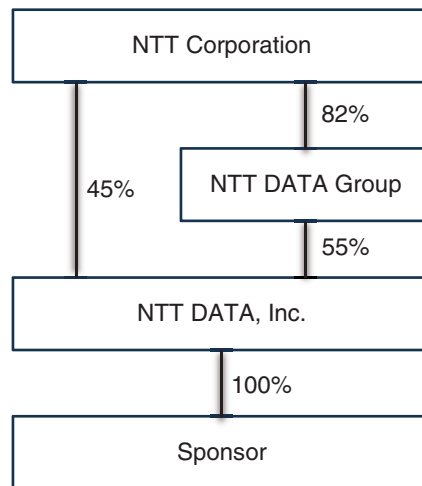 NTT Corporation
82%
45%
NTT DATA Group
55%
NTT DATA, Inc.
100%
Sponsor